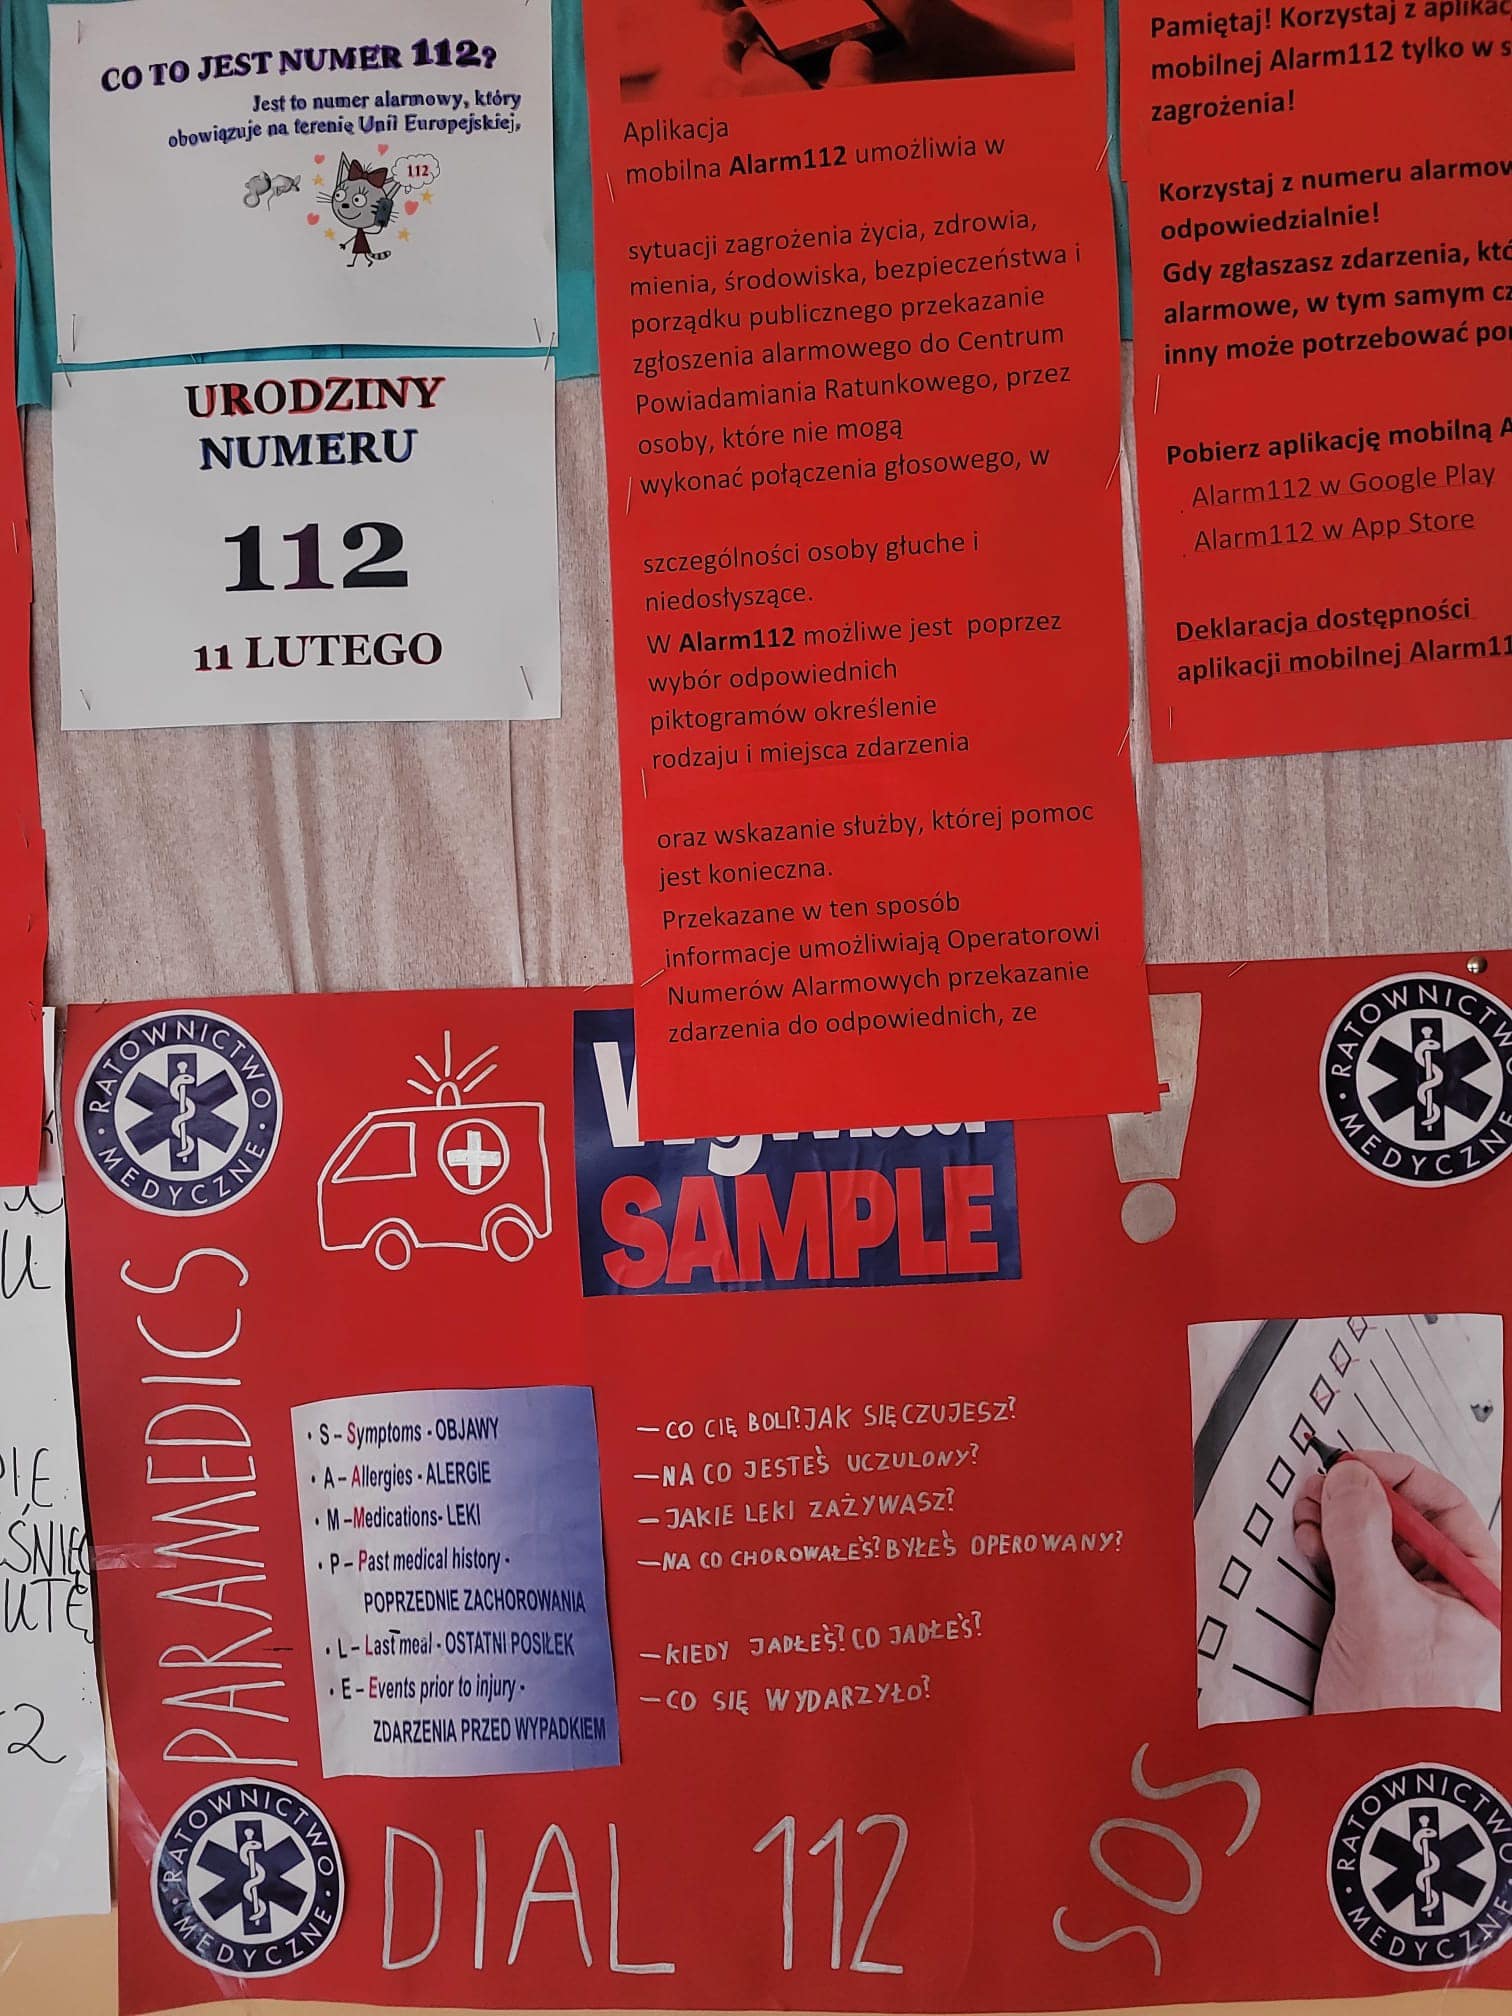 CO TO JEST NUMER 112?
Jest to numer alarmowy, który
obowiązuje na terenie Unii Europejskiej,
112
URODZINY
NUMERU
112
11 LUTEGO
Aplikacja
mobilna Alarm112 umożliwia w
sytuacji zagrożenia życia, zdrowia,
mienia, środowiska, bezpieczeństwa i
porządku publicznego przekazanie
zgłoszenia alarmowego do Centrum
Powiadamiania Ratunkowego, przez
osoby, które nie mogą
wykonać połączenia głosowego, w
szczególności osoby głuche i
niedosłyszące.
W Alarm112 możliwe jest poprzez
wybór odpowiednich
piktogramów określenie
rodzaju i miejsca zdarzenia
oraz wskazanie służby, której pomoc
jest konieczna.
Przekazane w ten sposób
informacje umożliwiają Operatorowi
Numerów Alarmowych przekazanie
zdarzenia do odpowiednich, ze
Pamiętaj! Korzystaj z
mobilnej Alarm112 tylko w
zagrożenia!
Korzystaj z numeru
odpowiedzialnie!
Gdy zgłaszasz zdarzenia,
alarmowe, w tym samym
inny może potrzebować
Pobierz aplikację mobilną
Alarm112 w Google Play
Alarm112 w App Store
Deklaracja dostępności
aplikacji mobilnej
RATOWNICTWO MEDYCZNE
SAMPLE
!
RATOWNICTWO MEDYCZNE
PARAMEDICS
• S – Symptoms - OBJAWY
• A – Allergies - ALERGIE
• M – Medications- LEKI
• P – Past medical history -
POPRZEDNIE ZACHOROWANIA
• L – Last meal - OSTATNI POSIŁEK
• E – Events prior to injury -
ZDARZENIA PRZED WYPADKIEM
– CO CIĘ BOLI? JAK SIĘ CZUJESZ?
– NA CO JESTEŚ UCZULONY?
– JAKIE LEKI ZAŻYWASZ?
– NA CO CHOROWAŁEŚ? BYŁEŚ OPEROWANY?
– KIEDY JADŁEŚ? CO JADŁEŚ?
– CO SIĘ WYDARZYŁO?
RATOWNICTWO MEDYCZNE
DIAL 112
SOS
RATOWNICTWO MEDYCZNE